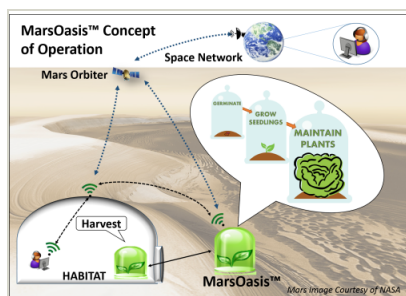 MarsOasis™ Concept
of Operation
Space Network
Mars Orbiter
GERMINATE
GROW
SEEDLINGS
MAINTAIN
PLANTS
Harvest
HABITAT
MarsOasis™
Mars image Courtesy of NASA